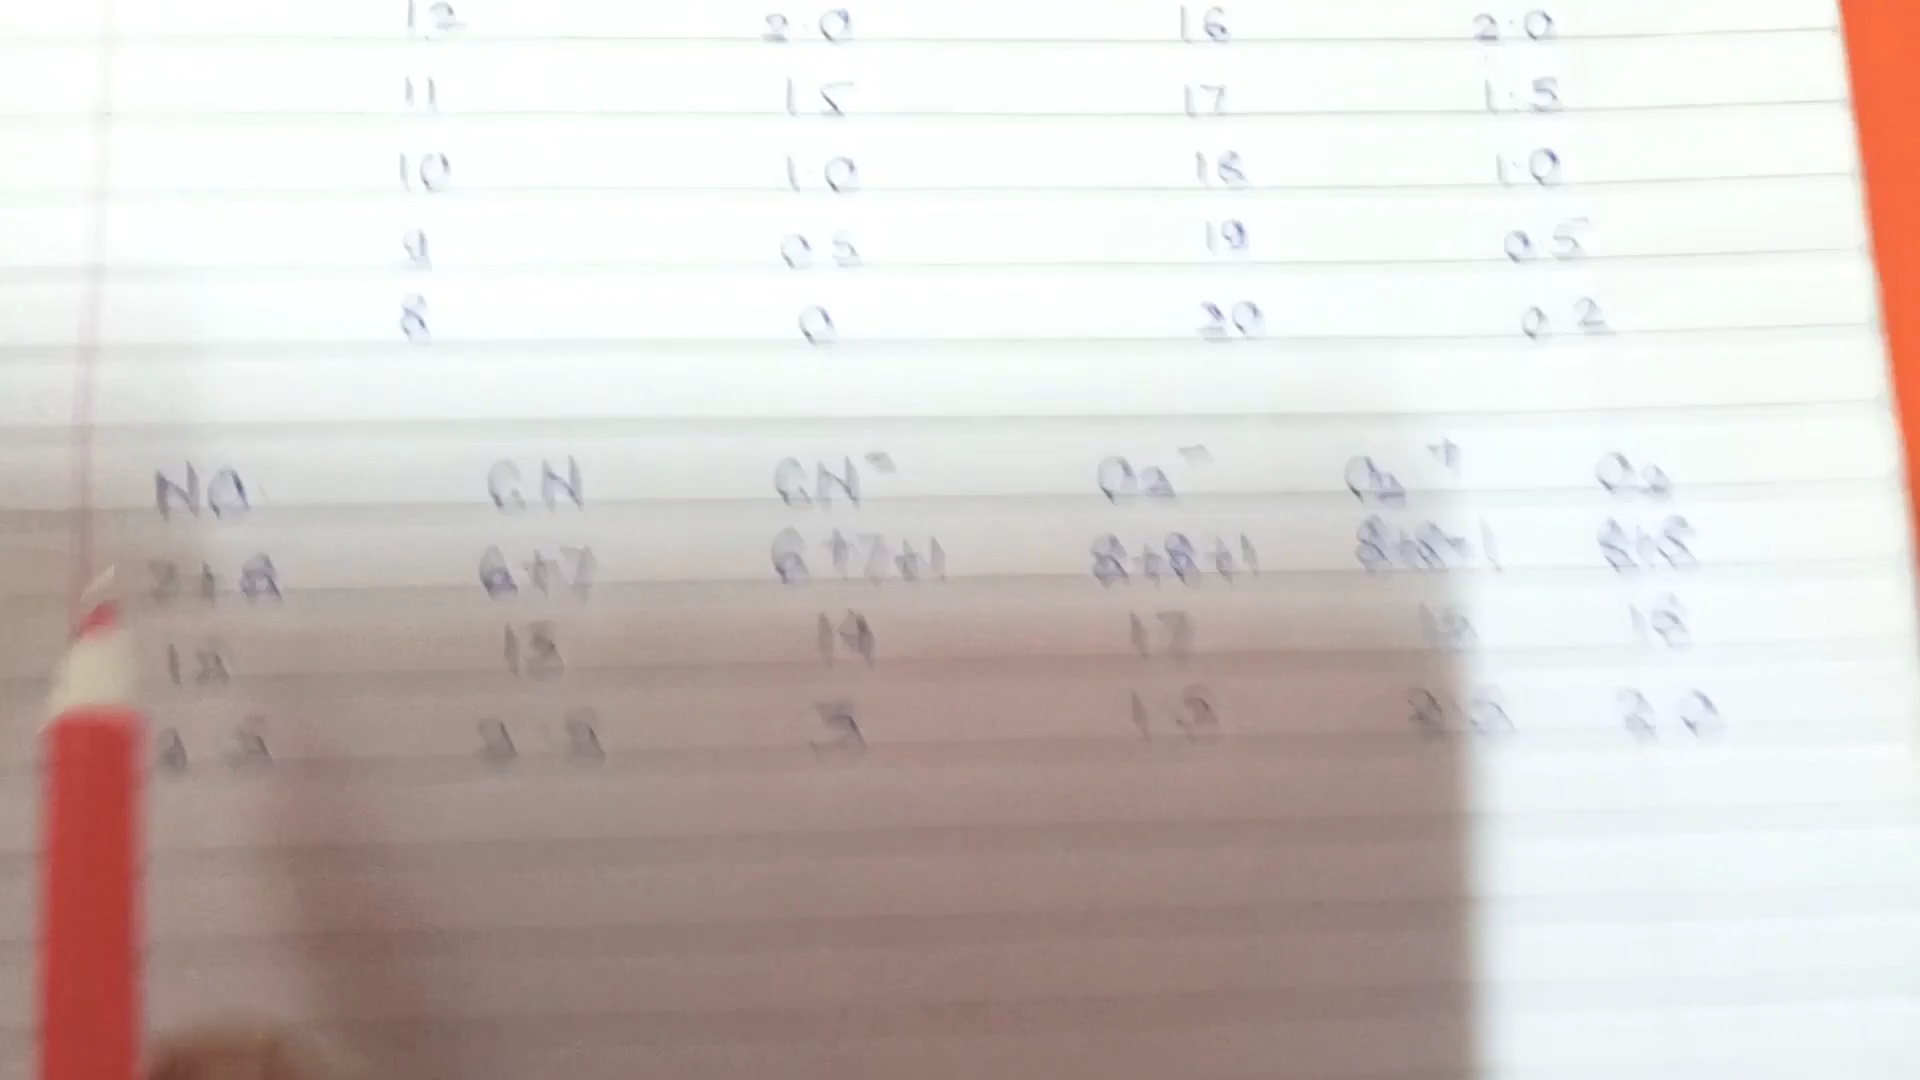 12 2.0 16 2.0
11 1.5 17 1.5
10 1.0 18 1.0
9 0.5 19 0.5
8 0 20 0.2
NO CN CN⁻ O₂⁻ O₂⁺ O₂
7+8 6+7 6+7+1 8+8+1 8+8-1 8+8
15 13 14 17 15 16
2.5 2.5 3 1.5 2.5 2.0